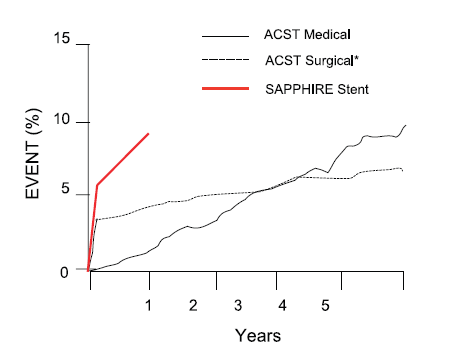 15
ACST Medical
ACST Surgical*
SAPPHIRE Stent
10
EVENT (%)
5
0
1 2 3 4 5
Years